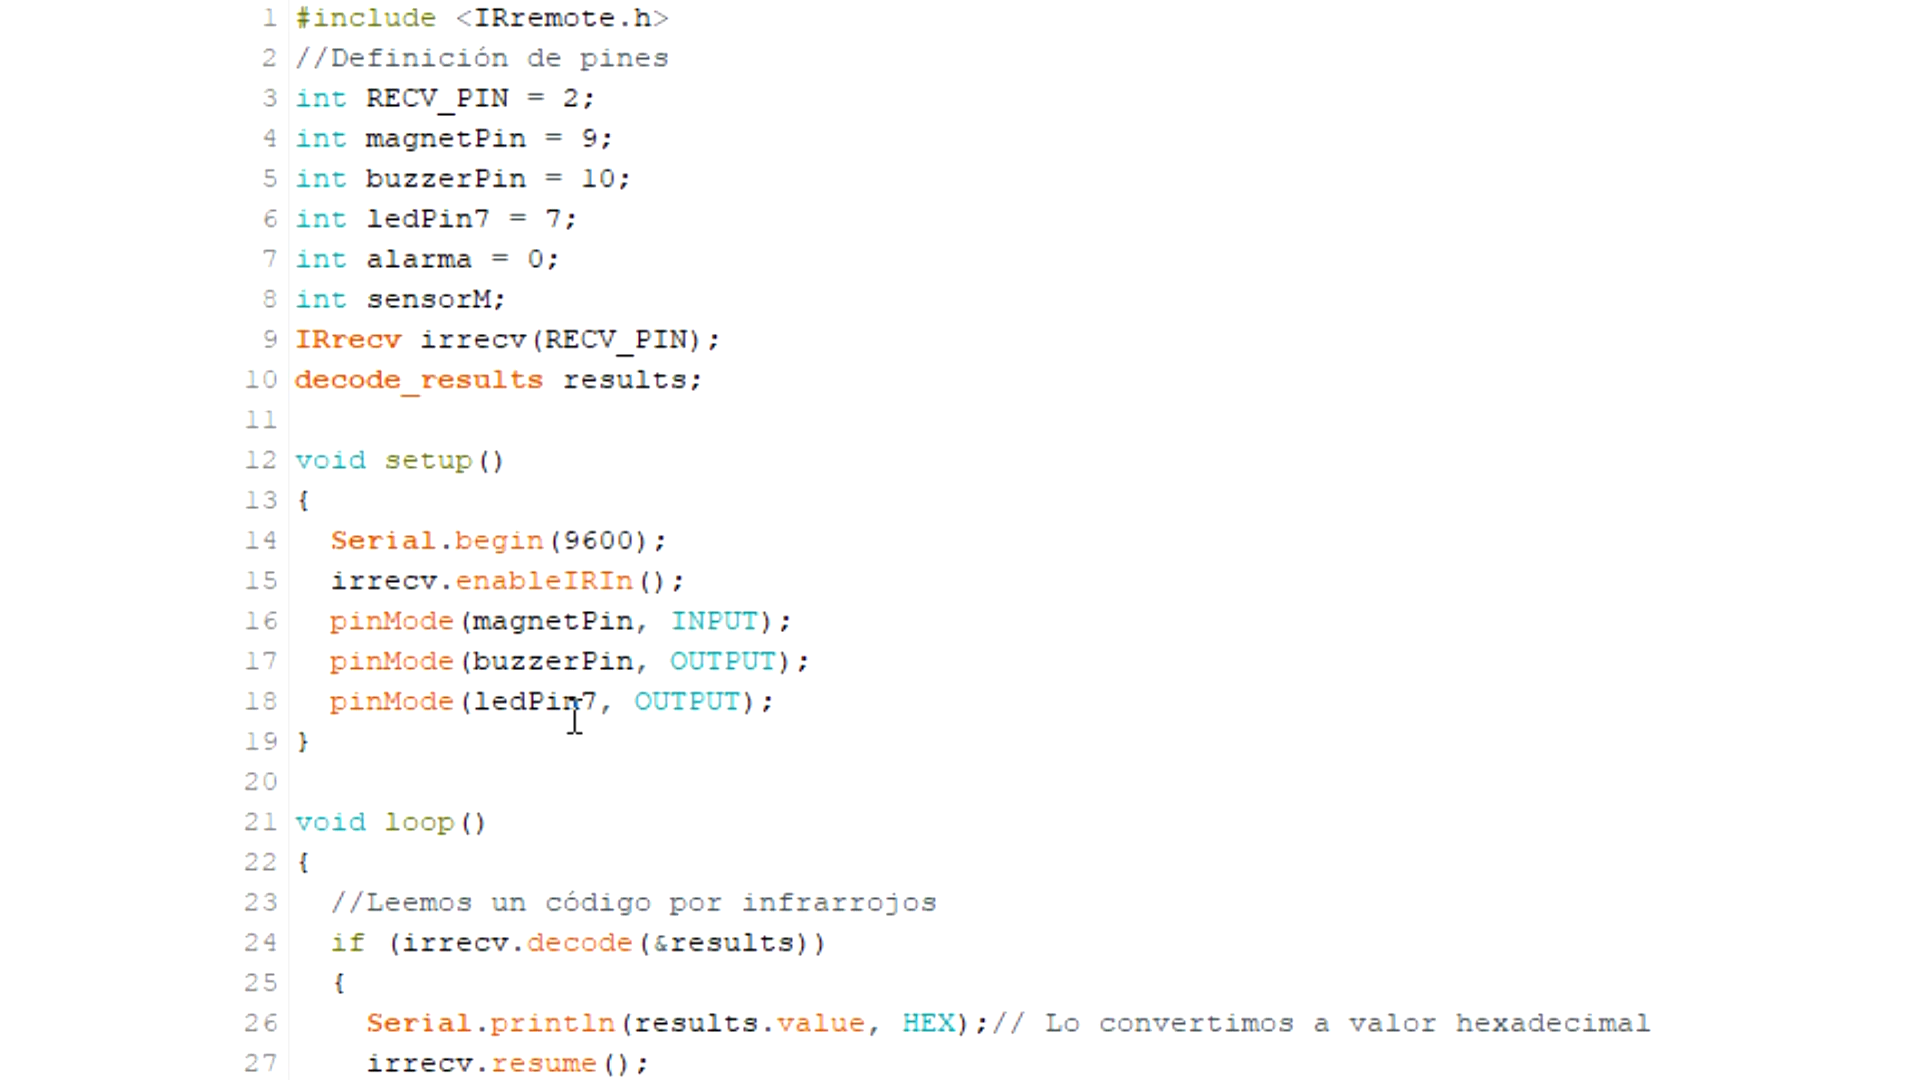 1 #include <IRremote.h>
2 //Definición de pines
3 int RECV_PIN = 2;
4 int magnetPin = 9;
5 int buzzerPin = 10;
6 int ledPin7 = 7;
7 int alarma = 0;
8 int sensorM;
9 IRrecv irrecv(RECV_PIN);
10 decode_results results;
11
12 void setup()
13 {
14   Serial.begin(9600);
15   irrecv.enableIRIn();
16   pinMode(magnetPin, INPUT);
17   pinMode(buzzerPin, OUTPUT);
18   pinMode(ledPin7, OUTPUT);
19 }
20
21 void loop()
22 {
23   //Leemos un código por infrarrojos
24   if (irrecv.decode(&results))
25   {
26     Serial.println(results.value, HEX);// Lo convertimos a valor hexadecimal
27     irrecv.resume();